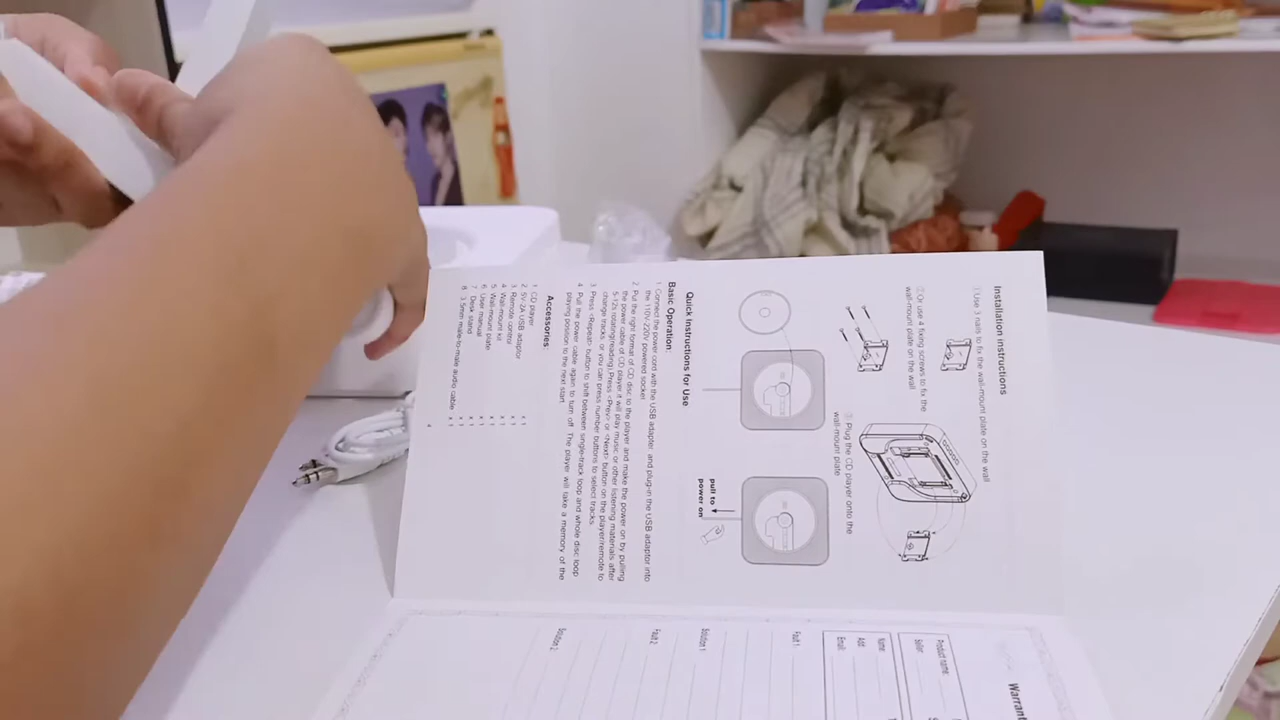 Installation instructions
① Use 3 nails to fix the wall-mount plate on the wall
② Or use 4 fixing screws to fix the
wall-mount plate on the wall
③ Plug the CD player onto the
wall-mount plate
pull to
power on
Quick Instructions for Use
Basic Operation:
1. Connect the power cord with the USB adapter, and plug-in the USB adaptor into
the 110V-220V powered socket
2. Put the right format of CD disc to the player and make the power on by pulling
the power cable of CD player, it will play music or other listening materials after
5-12s rotating(reading).Press <Prev> or <Next> button on the player/remote to
change tracks, or you can press number buttons to select tracks.
3. Press <Repeat> button to shift between single-track loop and whole disc loop
4. Pull the power cable again to turn off. The player will take a memory of the
playing position to the next start.
Accessories:
1. CD player x 1
2. 5V-2A USB adaptor x 1
3. Remote control x 1
4. Wall-mount kit x 1
5. Wall-mount plate x 1
6. User manual x 1
7. Desk stand x 1
8. 3.5mm male-to-male audio cable x 1
Product name:
Seller:
Name:
Add:
Email:
Fault 1:
Solution 1:
Fault 2:
Solution 2: